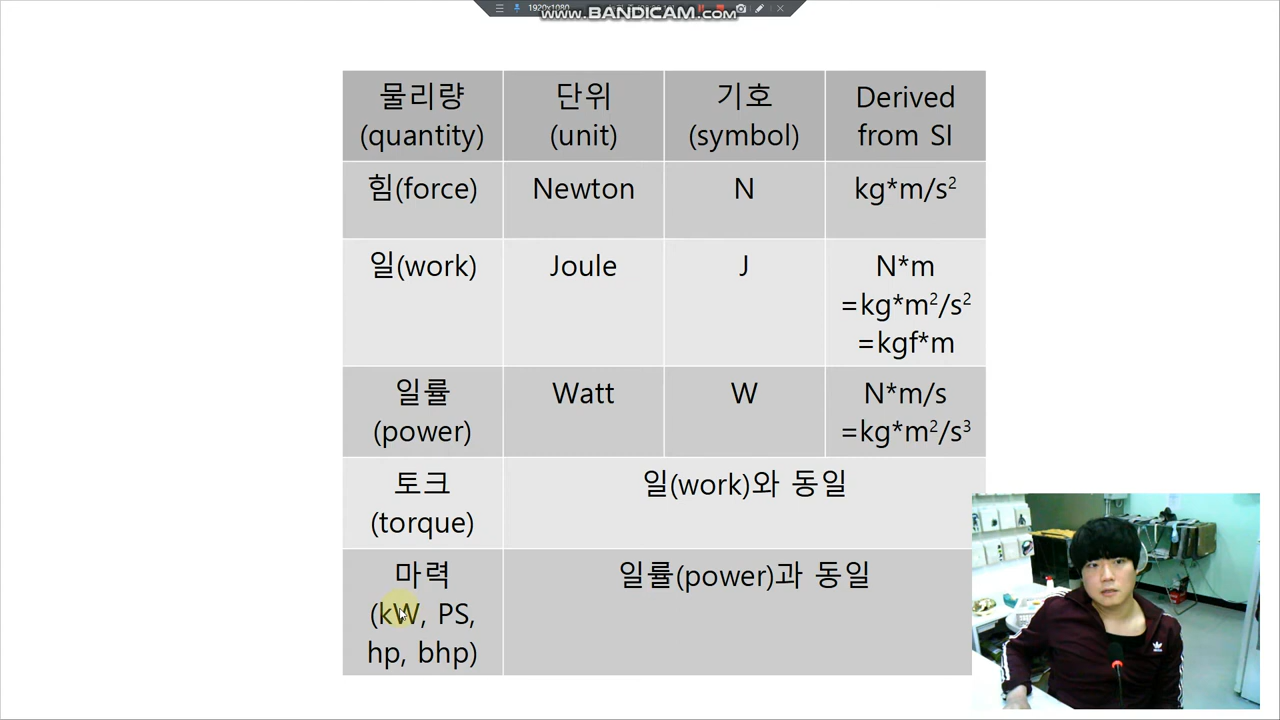 1920x1080
www.BANDICAM.com
물리량
(quantity)
단위
(unit)
기호
(symbol)
Derived
from SI
힘(force)
Newton
N
kg*m/s²
일(work)
Joule
J
N*m
=kg*m²/s²
=kgf*m
일률
(power)
Watt
W
N*m/s
=kg*m²/s³
토크
(torque)
일(work)와 동일
마력
(kW, PS,
hp, bhp)
일률(power)과 동일